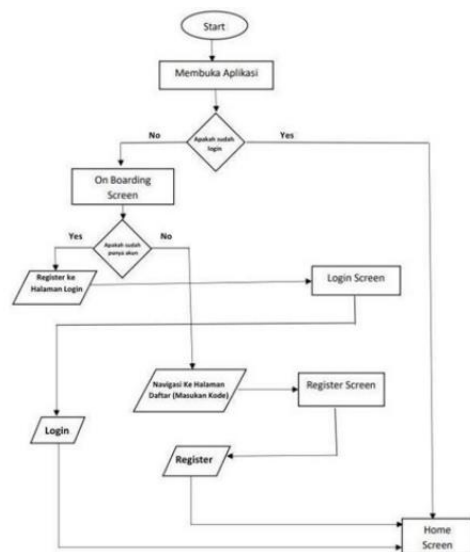 Start
Membuka Aplikasi
Apakah sudah
login
No
Yes
On Boarding
Screen
Apakah sudah
punya akun
Yes
No
Register ke
Halaman Login
Login Screen
Navigasi Ke Halaman
Daftar (Masukan Kode)
Register Screen
Login
Register
Home
Screen